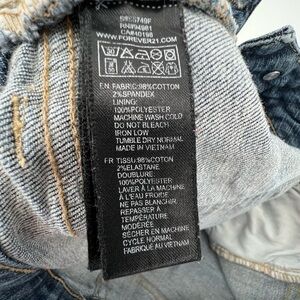 WWW.FOREVER21.COM
EN FABRIC:98%COTTON
2%SPANDEX
LINING:
100%POLYESTER
MACHINE WASH COLD
DO NOT BLEACH
IRON LOW
TUMBLE DRY NORMAL
MADE IN VIETNAM
FR TISSU:98%COTON
2%ELASTANE
DOUBLURE:
100%POLYESTER
LAVER À LA MACHINE
À L'EAU FROIDE
NE PAS BLANCHIR
REPASSER À
TEMPÉRATURE
MODÉRÉE
SÉCHER EN MACHINE
CYCLE NORMAL
FABRIQUÉ AU VIETNAM